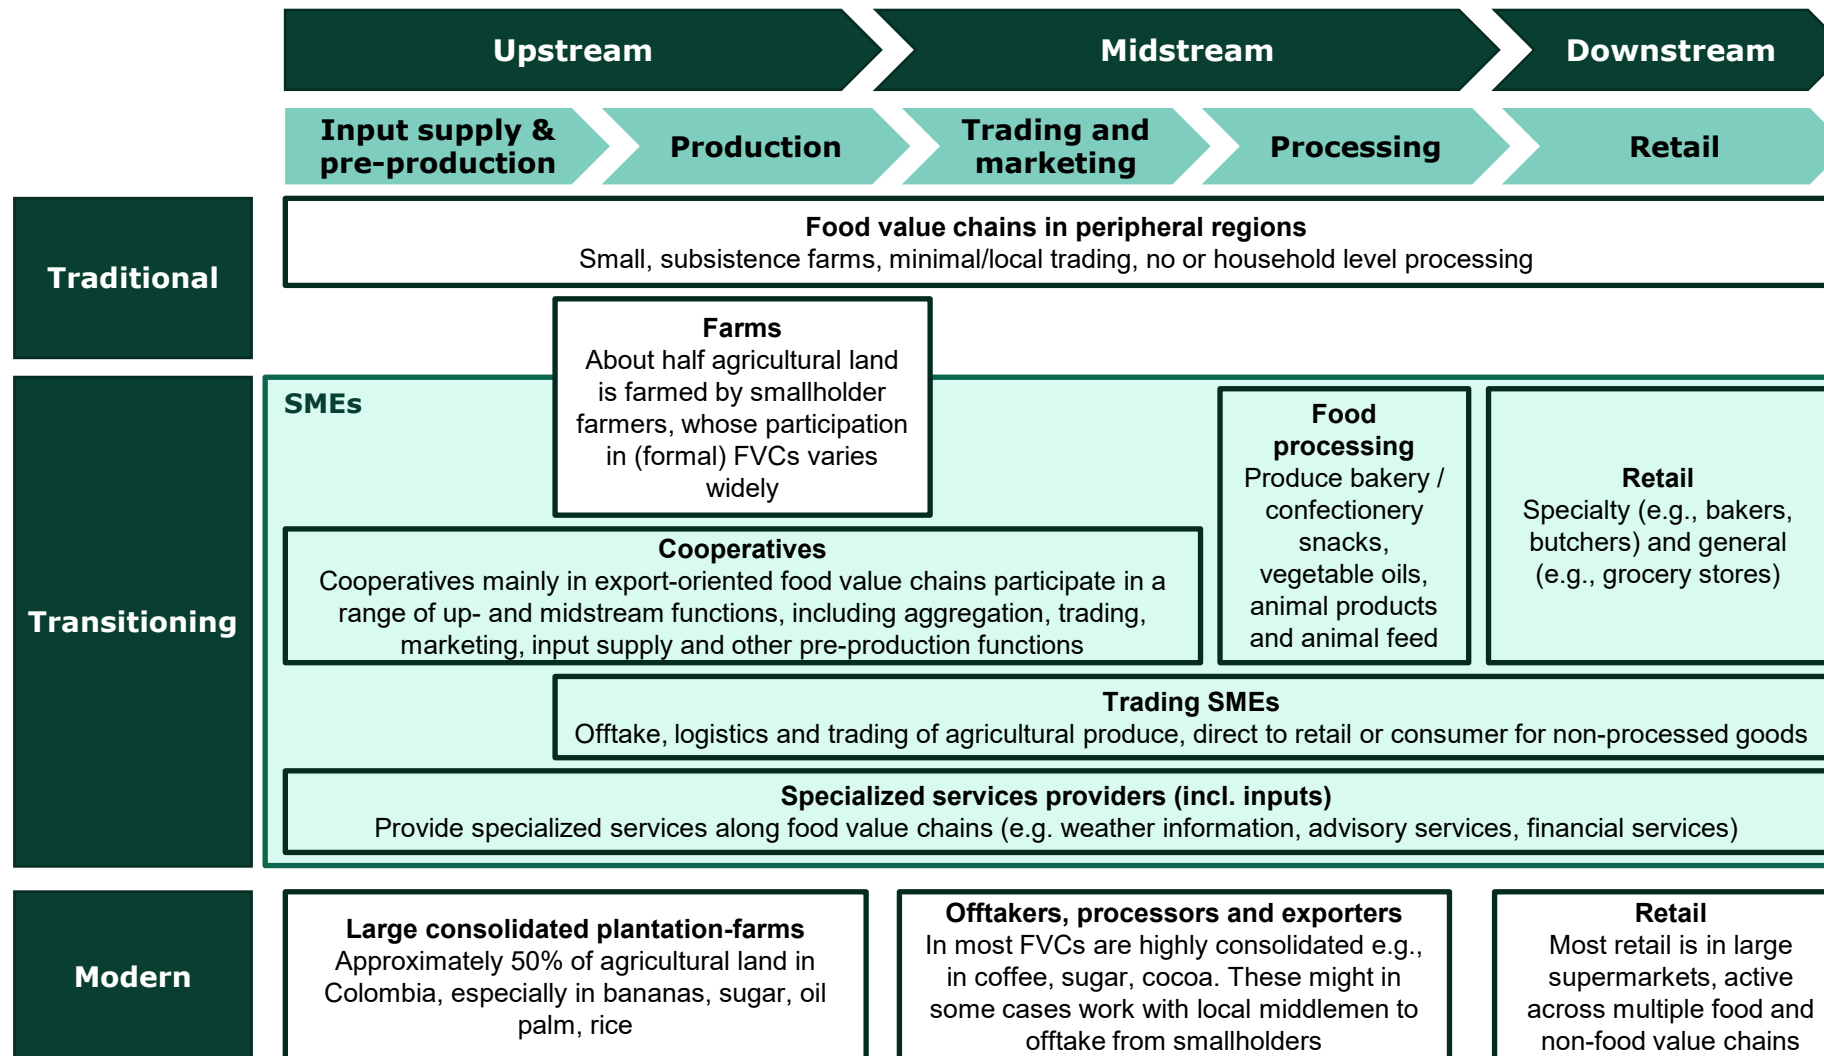 Upstream
Midstream
Downstream
Input supply &
pre-production
Production
Trading and
marketing
Processing
Retail
Traditional
Food value chains in peripheral regions
Small, subsistence farms, minimal/local trading, no or household level processing
Farms
About half agricultural land
is farmed by smallholder
farmers, whose participation
in (formal) FVCs varies
widely
Transitioning
SMEs
Cooperatives
Cooperatives mainly in export-oriented food value chains participate in a
range of up- and midstream functions, including aggregation, trading,
marketing, input supply and other pre-production functions
Food
processing
Produce bakery /
confectionery
snacks,
vegetable oils,
animal products
and animal feed
Retail
Specialty (e.g., bakers,
butchers) and general
(e.g., grocery stores)
Trading SMEs
Offtake, logistics and trading of agricultural produce, direct to retail or consumer for non-processed goods
Specialized services providers (incl. inputs)
Provide specialized services along food value chains (e.g. weather information, advisory services, financial services)
Modern
Large consolidated plantation-farms
Approximately 50% of agricultural land in
Colombia, especially in bananas, sugar, oil
palm, rice
Offtakers, processors and exporters
In most FVCs are highly consolidated e.g.,
in coffee, sugar, cocoa. These might in
some cases work with local middlemen to
offtake from smallholders
Retail
Most retail is in large
supermarkets, active
across multiple food and
non-food value chains